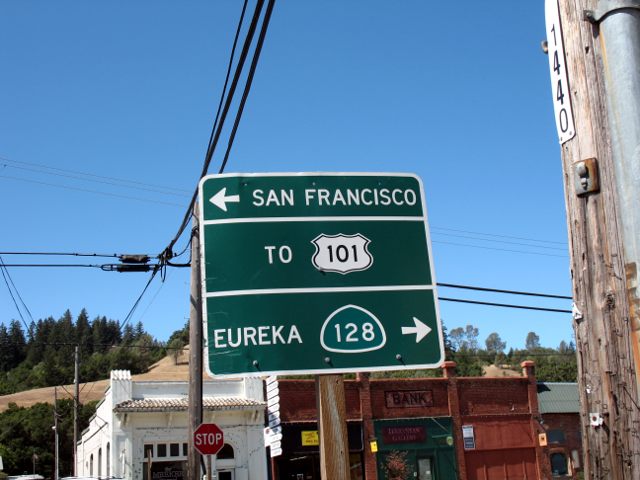 1440
SAN FRANCISCO
TO 101
EUREKA 128
STOP
BANK